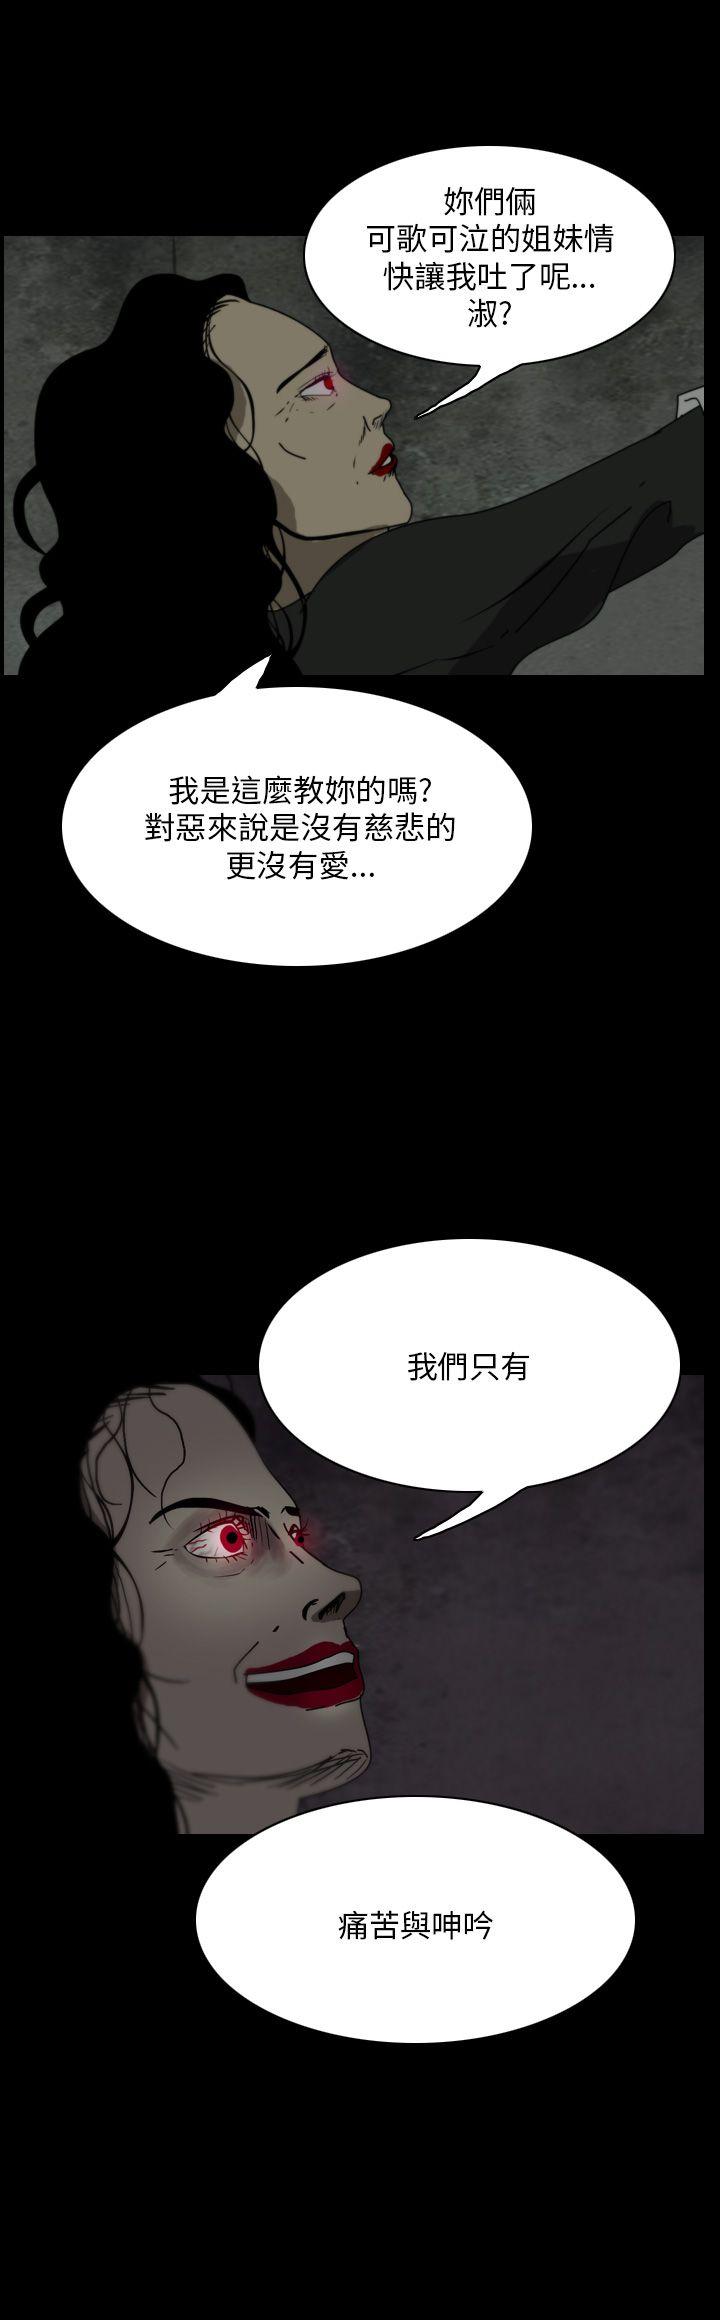 妳們倆
可歌可泣的姐妹情
快讓我吐了呢...
淑?
我是這麼教妳的嗎?
對惡來說是沒有慈悲的
更沒有愛...
我們只有
痛苦與呻吟